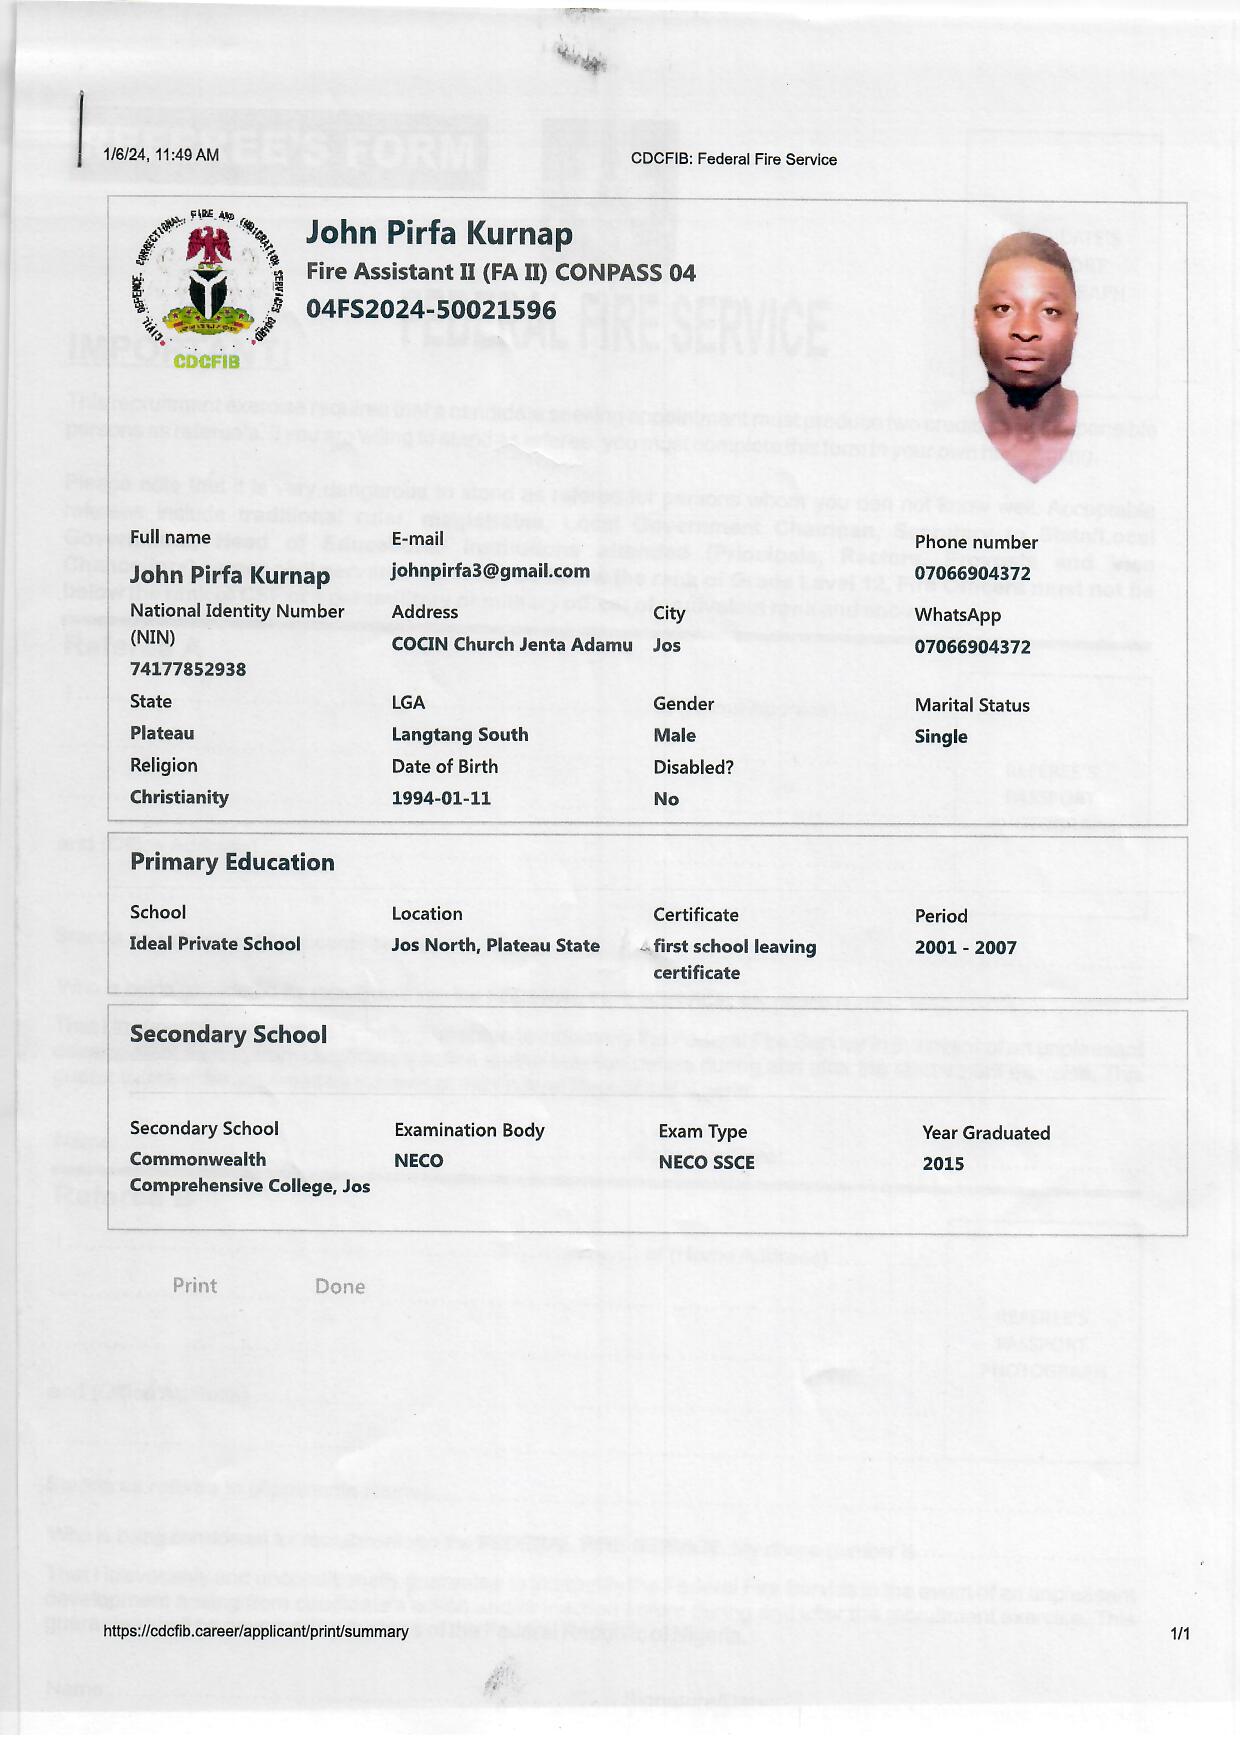 1/6/24, 11:49 AM
CDCFIB: Federal Fire Service
CIVIL DEFENCE, CORRECTIONAL, FIRE AND IMMIGRATION SERVICES BOARD
CDCFIB
John Pirfa Kurnap
Fire Assistant II (FA II) CONPASS 04
04FS2024-50021596
Full name
E-mail
Phone number
John Pirfa Kurnap
johnpirfa3@gmail.com
07066904372
National Identity Number
(NIN)
Address
City
WhatsApp
74177852938
COCIN Church Jenta Adamu
Jos
07066904372
State
LGA
Gender
Marital Status
Plateau
Langtang South
Male
Single
Religion
Date of Birth
Disabled?
Christianity
1994-01-11
No
Primary Education
School
Location
Certificate
Period
Ideal Private School
Jos North, Plateau State
first school leaving
certificate
2001 - 2007
Secondary School
Secondary School
Examination Body
Exam Type
Year Graduated
Commonwealth
Comprehensive College, Jos
NECO
NECO SSCE
2015
Print
Done
https://cdcfib.career/applicant/print/summary
1/1
REFEREE'S FORM
FEDERAL FIRE SERVICE